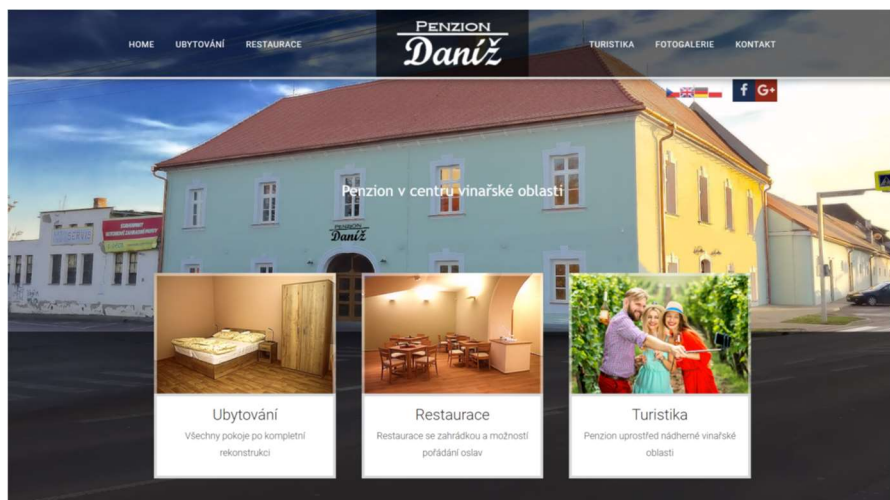 HOME UBYTOVÁNÍ RESTAURACE
PENZION
Daníž
TURISTIKA FOTOGALERIE KONTAKT
f G+
Penzion v centru vinařské oblasti
PENZION
Daníž
Ubytování
Všechny pokoje po kompletní
rekonstrukci
Restaurace
Restaurace se zahrádkou a možností
pořádání oslav
Turistika
Penzion uprostřed nádherné vinařské
oblasti